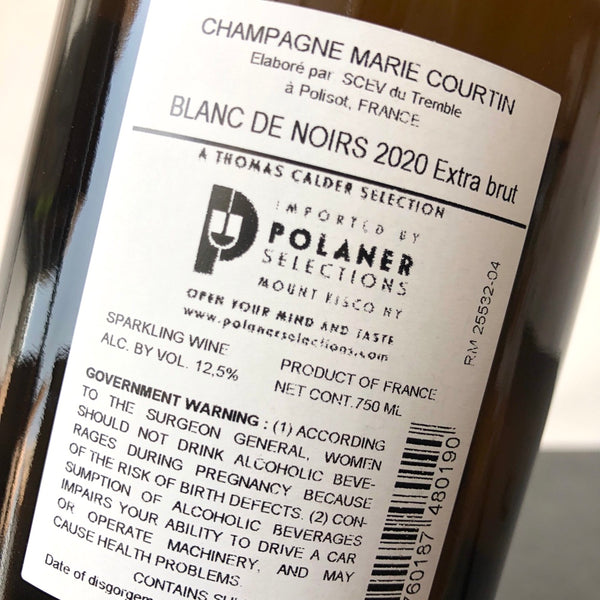 CHAMPAGNE MARIE COURTIN
Elaboré par SCEV du Tremble
à Polisot, FRANCE
BLANC DE NOIRS 2020 Extra brut
A THOMAS CALDER SELECTION
IMPORTED BY
POLANER
SELECTIONS
MOUNT KISCO NY
OPEN YOUR MIND AND TASTE
www.polanerselections.com
RM 25532-04
SPARKLING WINE
ALC. BY VOL. 12,5%
PRODUCT OF FRANCE
NET CONT.750 ML
GOVERNMENT WARNING : (1) ACCORDING
TO THE SURGEON GENERAL, WOMEN
SHOULD NOT DRINK ALCOHOLIC BEVE-
RAGES DURING PREGNANCY BECAUSE
OF THE RISK OF BIRTH DEFECTS. (2) CON-
SUMPTION OF ALCOHOLIC BEVERAGES
IMPAIRS YOUR ABILITY TO DRIVE A CAR
OR OPERATE MACHINERY, AND MAY
CAUSE HEALTH PROBLEMS.
CONTAINS
Date of
760187 480190